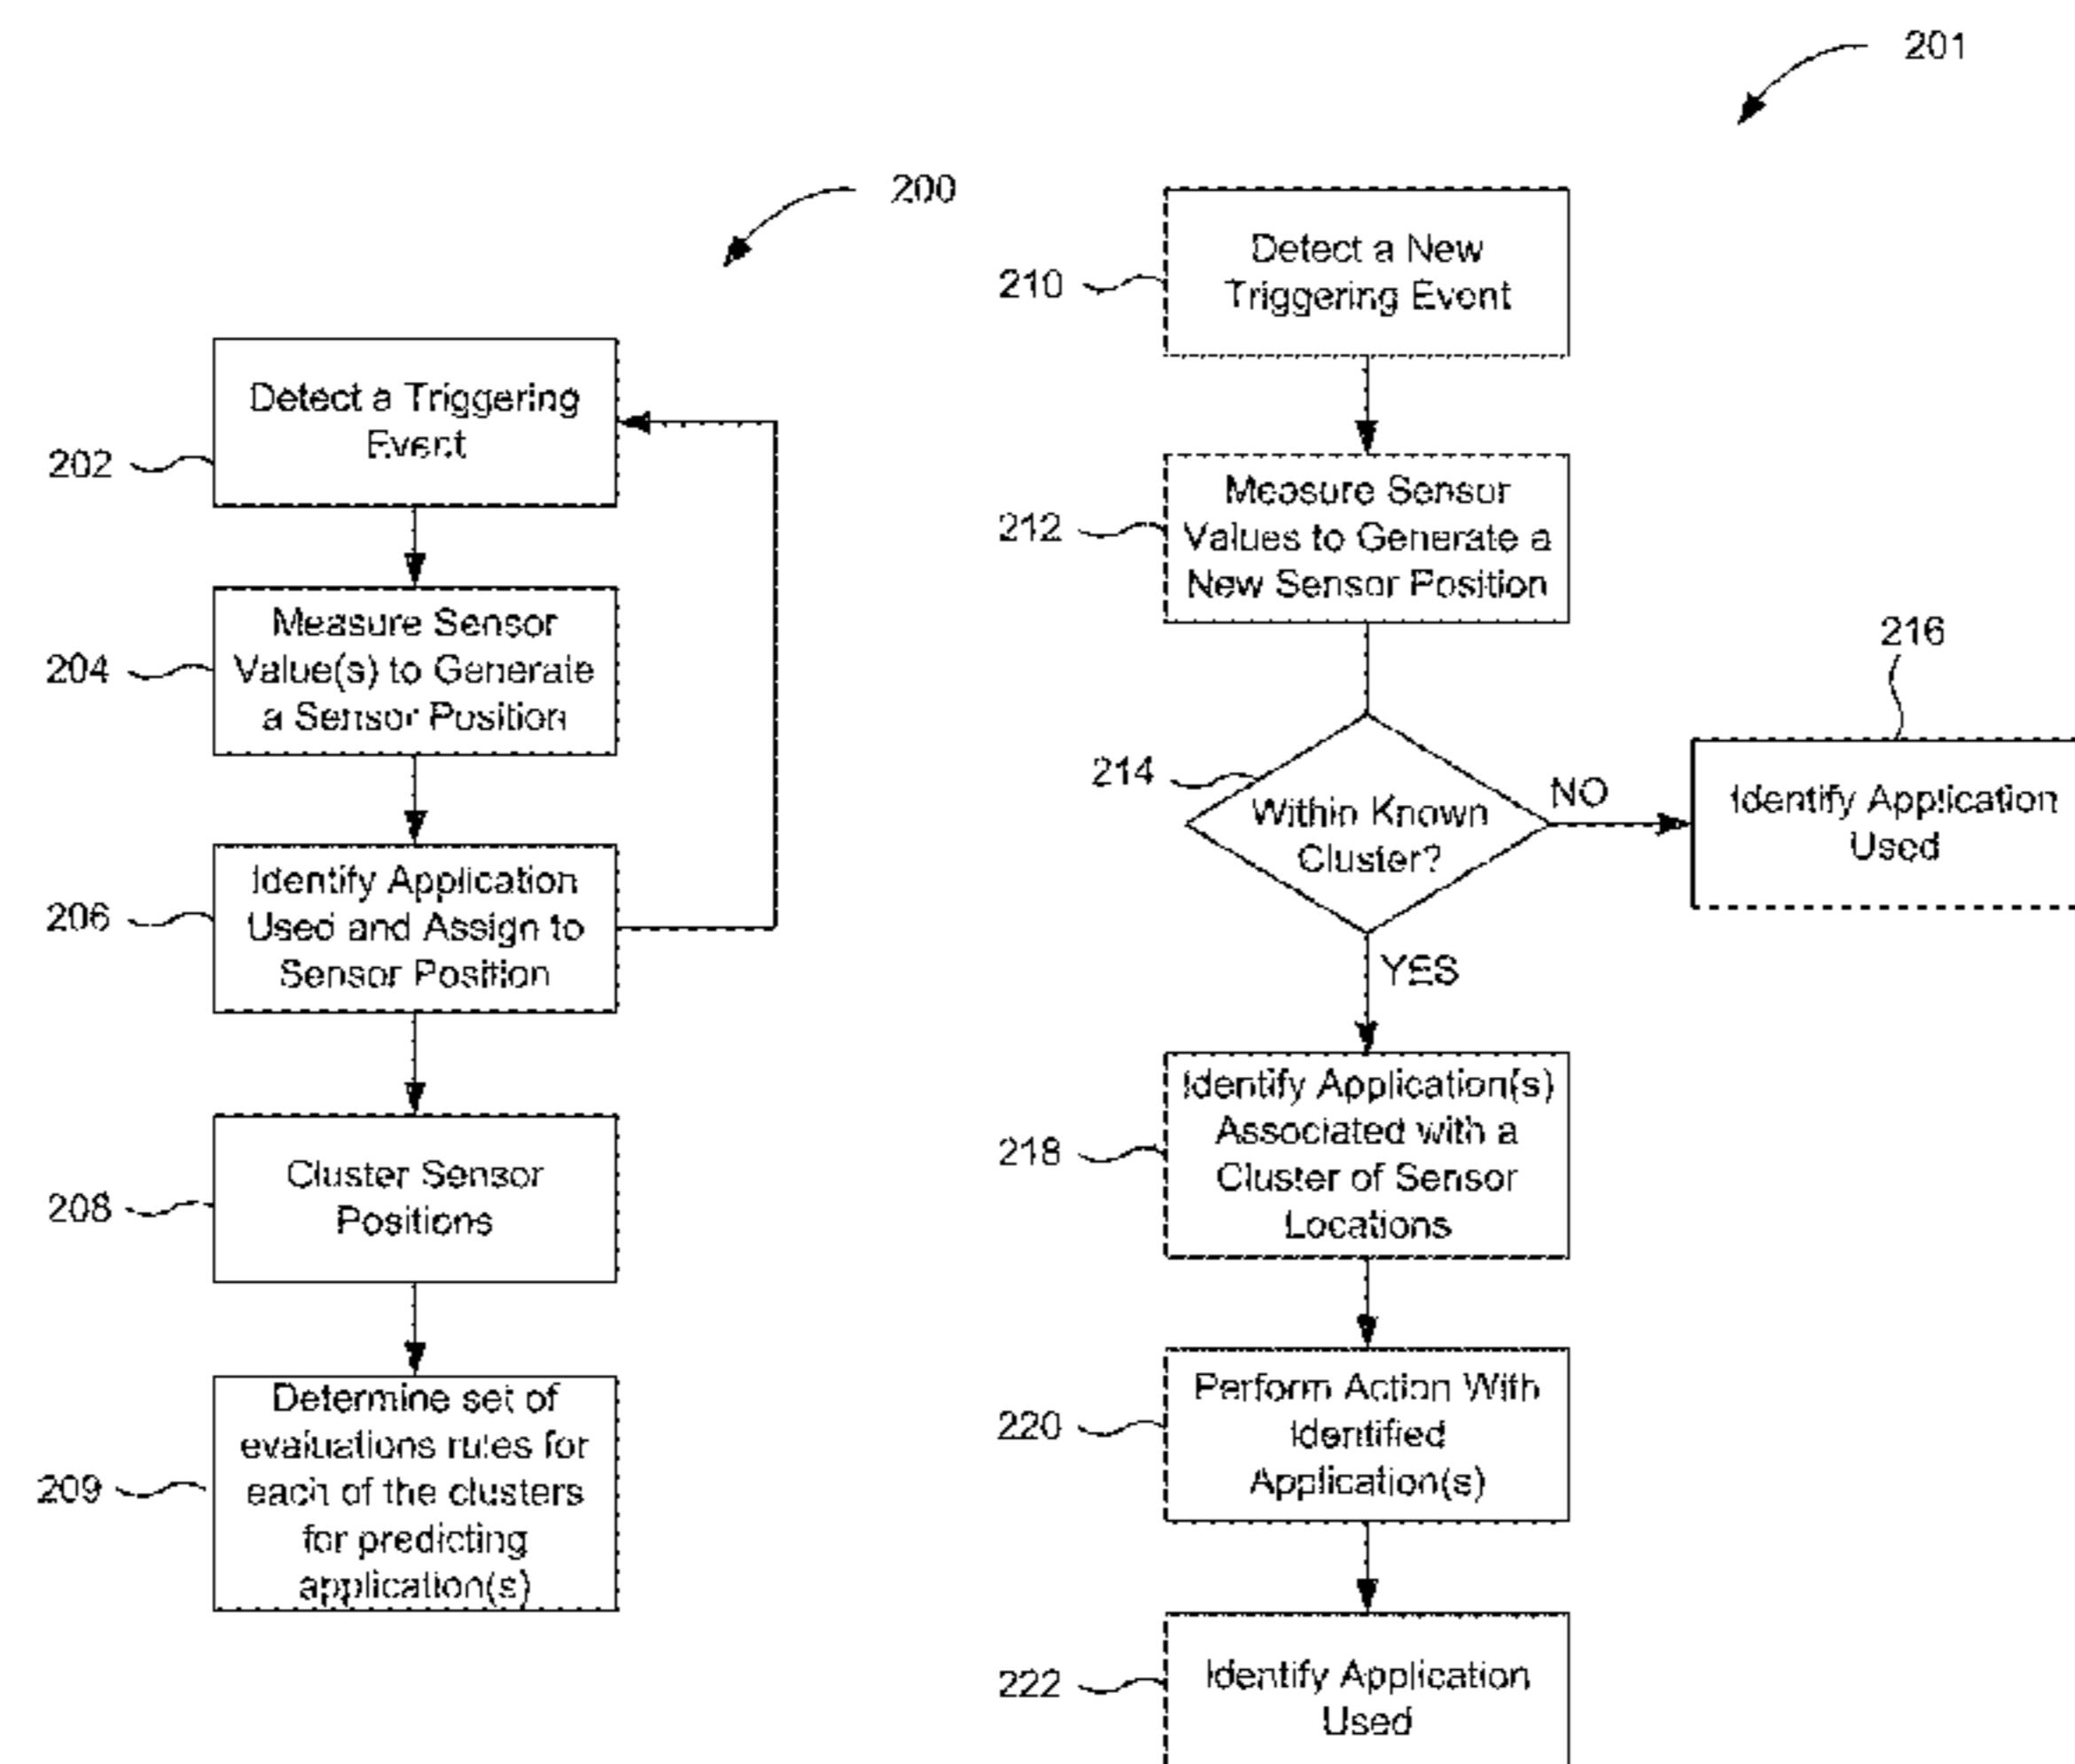 200
202
Detect a Triggering
Event
204
Measure Sensor
Value(s) to Generate
a Sensor Position
206
Identify Application
Used and Assign to
Sensor Position
208
Cluster Sensor
Positions
209
Determine set of
evaluations rules for
each of the clusters
for predicting
application(s)
201
210
Detect a New
Triggering Event
212
Measure Sensor
Values to Generate a
New Sensor Position
214
Within Known
Cluster?
NO
216
Identify Application
Used
YES
218
Identify Application(s)
Associated with a
Cluster of Sensor
Locations
220
Perform Action With
Identified
Application(s)
222
Identify Application
Used